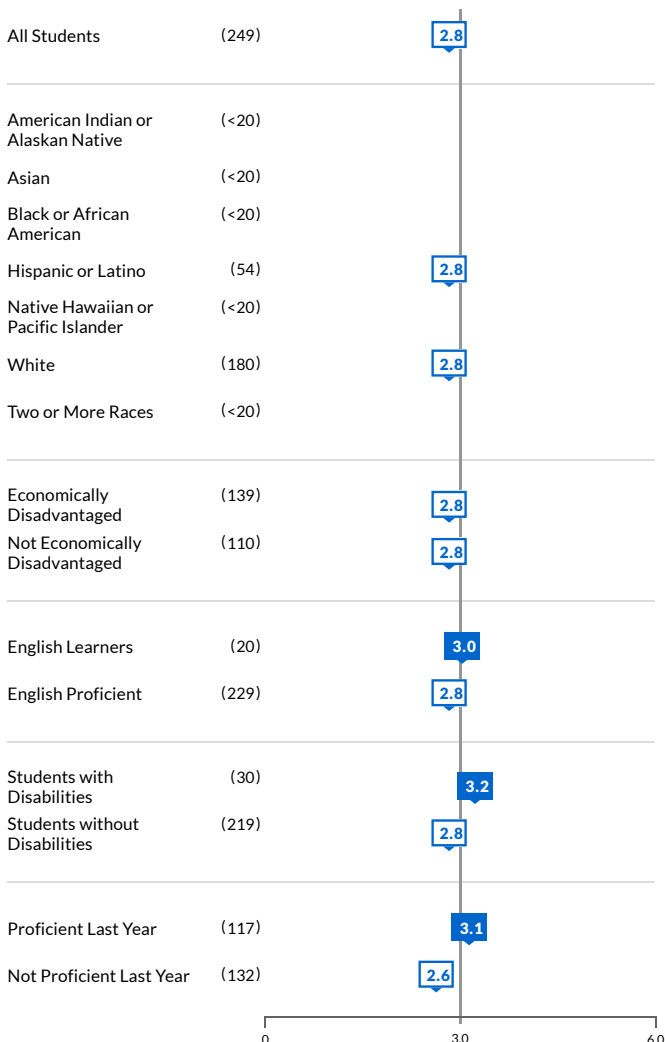 All Students (249) 2.8
American Indian or (<20)
Alaskan Native
Asian (<20)
Black or African (<20)
American
Hispanic or Latino (54) 2.8
Native Hawaiian or (<20)
Pacific Islander
White (180) 2.8
Two or More Races (<20)
Economically (139) 2.8
Disadvantaged
Not Economically (110) 2.8
Disadvantaged
English Learners (20) 3.0
English Proficient (229) 2.8
Students with (30) 3.2
Disabilities
Students without (219) 2.8
Disabilities
Proficient Last Year (117) 3.1
Not Proficient Last Year (132) 2.6
0 3.0 6.0